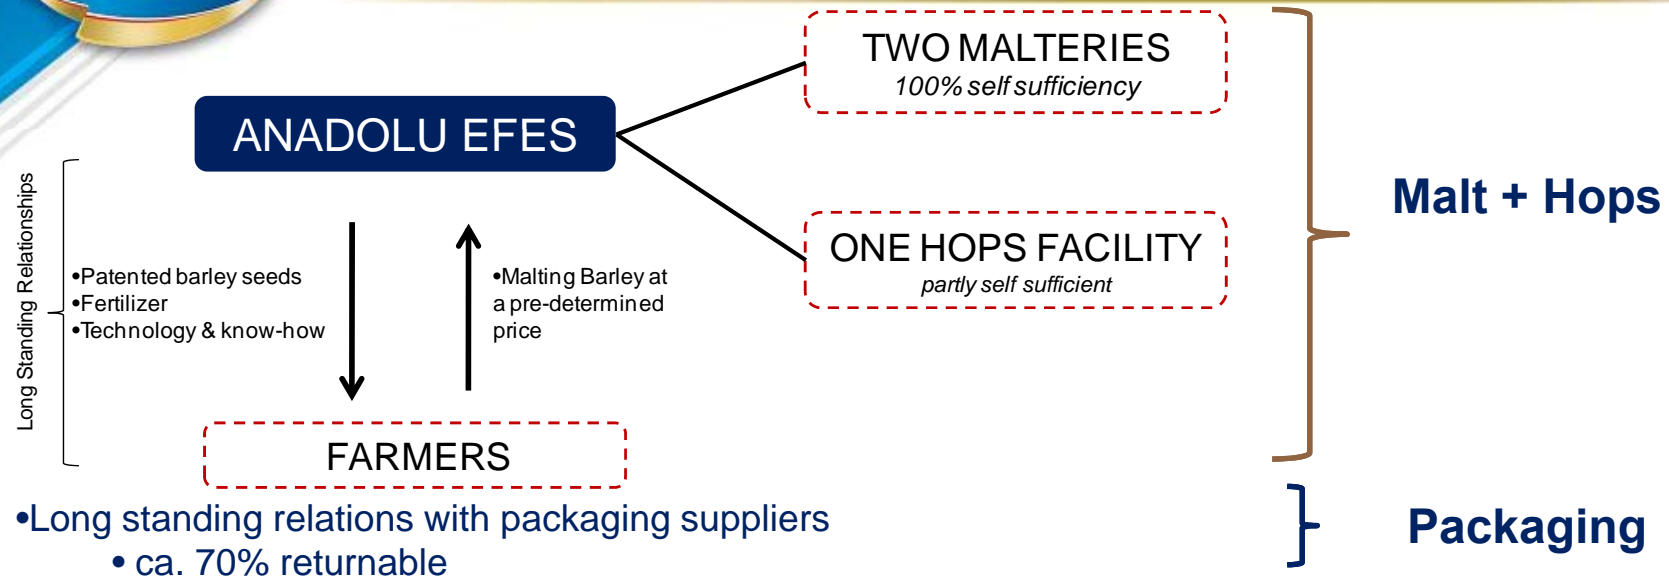 TWO MALTERIES
100% self sufficiency
ANADOLU EFES
Malt + Hops
ONE HOPS FACILITY
partly self sufficient
Long Standing Relationships
•Patented barley seeds
•Fertilizer
•Technology & know-how
•Malting Barley at
a pre-determined
price
FARMERS
•Long standing relations with packaging suppliers
• ca. 70% returnable
Packaging